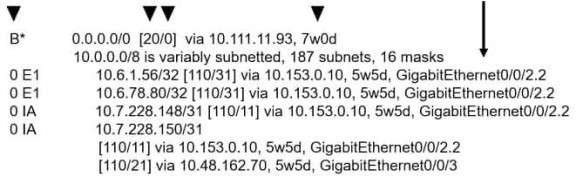 B* 0.0.0.0/0 [20/0] via 10.111.11.93, 7w0d
10.0.0.0/8 is variably subnetted, 187 subnets, 16 masks
0 E1 10.6.1.56/32 [110/31] via 10.153.0.10, 5w5d, GigabitEthernet0/0/2.2
0 E1 10.6.78.80/32 [110/31] via 10.153.0.10, 5w5d, GigabitEthernet0/0/2.2
0 IA 10.7.228.148/31 [110/11] via 10.153.0.10, 5w5d, GigabitEthernet0/0/2.2
0 IA 10.7.228.150/31
[110/11] via 10.153.0.10, 5w5d, GigabitEthernet0/0/2.2
[110/21] via 10.48.162.70, 5w5d, GigabitEthernet0/0/3